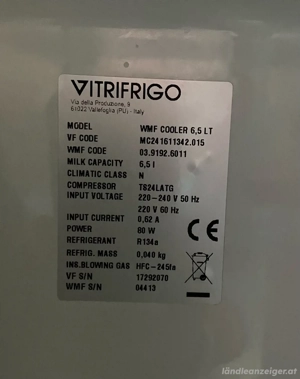 VITRIFRIGO
Via della Produzione, 9
61022 Vallefoglia (PU) - Italy
MODEL WMF COOLER 6,5 LT
VF CODE MC241611342.015
WMF CODE 03.9192.6011
MILK CAPACITY 6,5 l
CLIMATIC CLASS N
COMPRESSOR TS24LATG
INPUT VOLTAGE 220-240 V 50 Hz
220 V 60 Hz
INPUT CURRENT 0,62 A
POWER 80 W
REFRIGERANT R134a
REFRIG. MASS 0,040 kg
INS.BLOWING GAS HFC-245fa
VF S/N 17292070
WMF S/N 04413
CE
ländleanzeiger.at